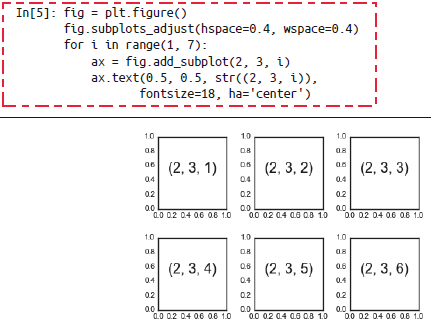 In[5]: fig = plt.figure()
fig.subplots_adjust(hspace=0.4, wspace=0.4)
for i in range(1, 7):
ax = fig.add_subplot(2, 3, i)
ax.text(0.5, 0.5, str((2, 3, i)),
fontsize=18, ha='center')
1.0 1.0 1.0
0.8 0.8 0.8
0.6 (2, 3, 1) 0.6 (2, 3, 2) 0.6 (2, 3, 3)
0.4 0.4 0.4
0.2 0.2 0.2
0.0 0.0 0.0
0.0 0.2 0.4 0.6 0.8 1.0 0.0 0.2 0.4 0.6 0.8 1.0 0.0 0.2 0.4 0.6 0.8 1.0
1.0 1.0 1.0
0.8 0.8 0.8
0.6 (2, 3, 4) 0.6 (2, 3, 5) 0.6 (2, 3, 6)
0.4 0.4 0.4
0.2 0.2 0.2
0.0 0.0 0.0
0.0 0.2 0.4 0.6 0.8 1.0 0.0 0.2 0.4 0.6 0.8 1.0 0.0 0.2 0.4 0.6 0.8 1.0